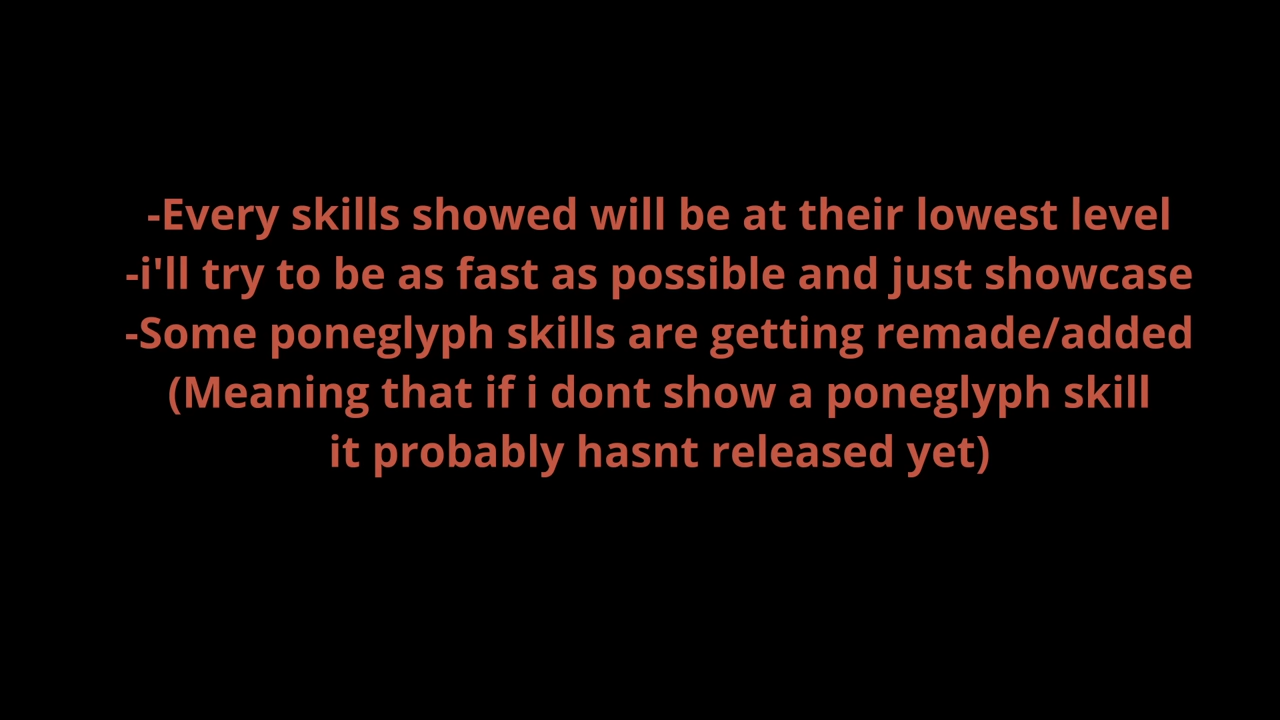 -Every skills showed will be at their lowest level
-i'll try to be as fast as possible and just showcase
-Some poneglyph skills are getting remade/added
(Meaning that if i dont show a poneglyph skill
it probably hasnt released yet)